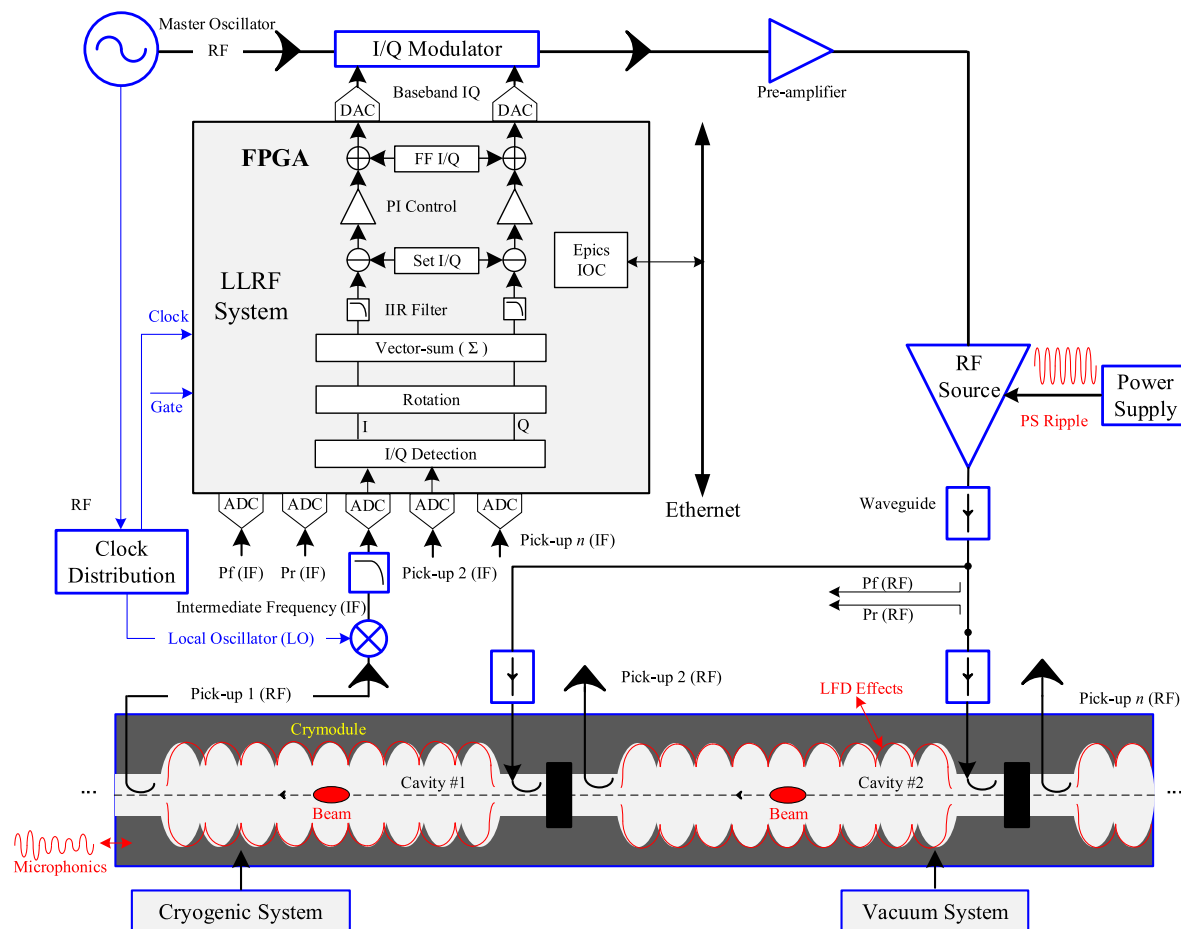 Master Oscillator
RF
I/Q Modulator
Pre-amplifier
Baseband IQ
DAC
DAC
FPGA
FF I/Q
PI Control
Set I/Q
Epics
IOC
LLRF
System
IIR Filter
Clock
Vector-sum ( Σ )
Gate
Rotation
I
Q
I/Q Detection
RF
Source
Power
Supply
PS Ripple
ADC
ADC
ADC
ADC
ADC
Ethernet
Waveguide
RF
Clock
Distribution
Pf (IF)
Pr (IF)
Pick-up 2 (IF)
Pick-up n (IF)
Pf (RF)
Pr (RF)
Intermediate Frequency (IF)
Local Oscillator (LO)
Pick-up 1 (RF)
Pick-up 2 (RF)
LFD Effects
Pick-up n (RF)
Crymodule
Cavity #1
Cavity #2
...
...
Beam
Beam
Microphonics
Cryogenic System
Vacuum System